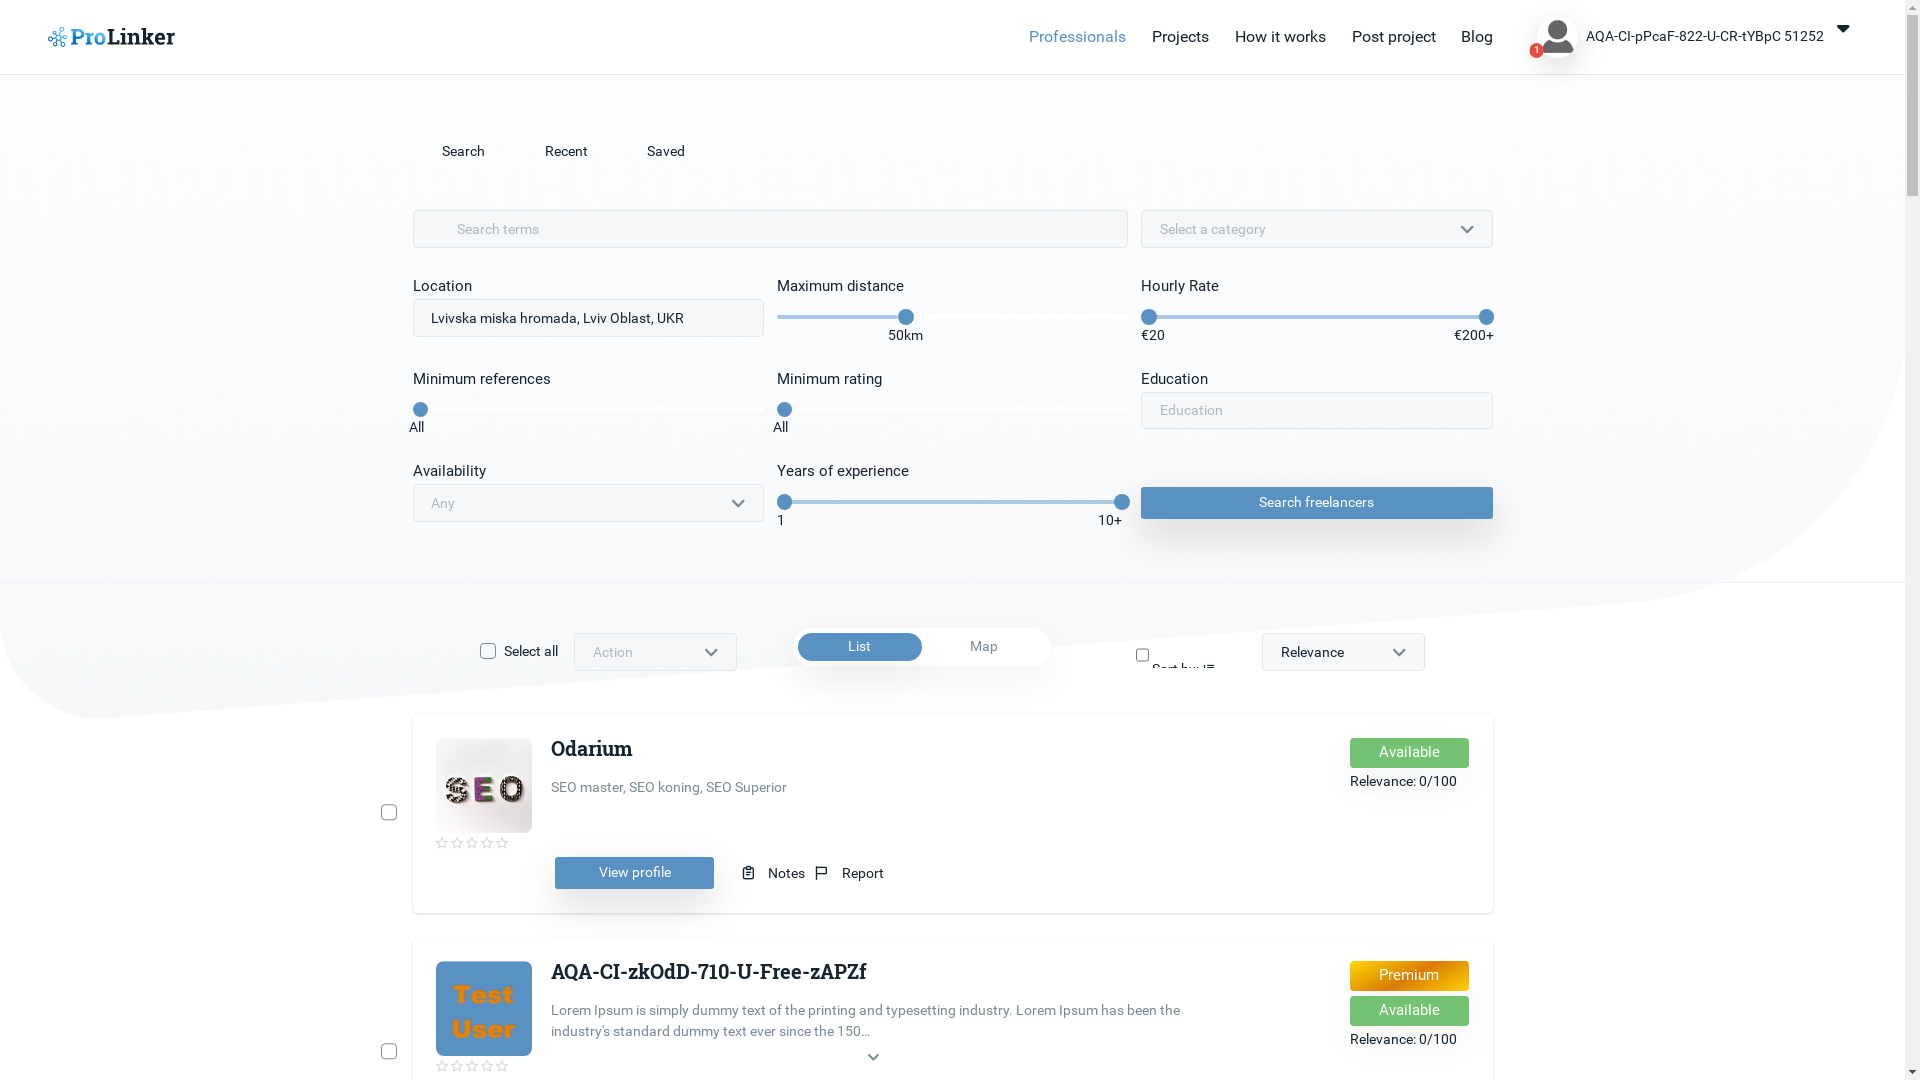 ProLinker
Professionals
Projects
How it works
Post project
Blog
1
AQA-CI-pPcaF-822-U-CR-tYBpC 51252
Search
Recent
Saved
Search terms
Select a category
Location
Maximum distance
Hourly Rate
Lvivska miska hromada, Lviv Oblast, UKR
50km
€20
€200+
Minimum references
Minimum rating
Education
All
All
Education
Availability
Years of experience
Any
1
10+
Search freelancers
Select all
Action
List
Map
Sort by:
Relevance
SEO
Odarium
SEO master, SEO koning, SEO Superior
Available
Relevance: 0/100
View profile
Notes
Report
Test
User
AQA-CI-zkOdD-710-U-Free-zAPZf
Lorem Ipsum is simply dummy text of the printing and typesetting industry. Lorem Ipsum has been the
industry's standard dummy text ever since the 150...
Premium
Available
Relevance: 0/100